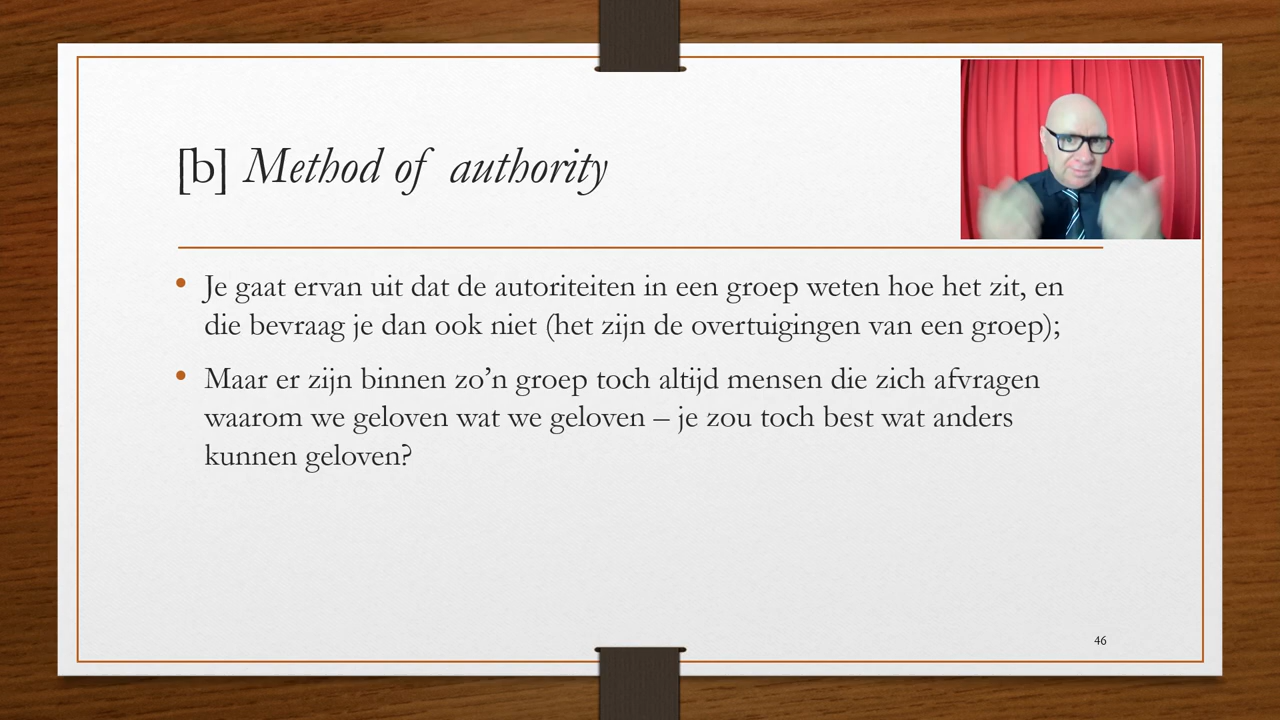 [b] Method of authority
• Je gaat ervan uit dat de autoriteiten in een groep weten hoe het zit, en
die bevraag je dan ook niet (het zijn de overtuigingen van een groep);
• Maar er zijn binnen zo’n groep toch altijd mensen die zich afvragen
waarom we geloven wat we geloven – je zou toch best wat anders
kunnen geloven?
46